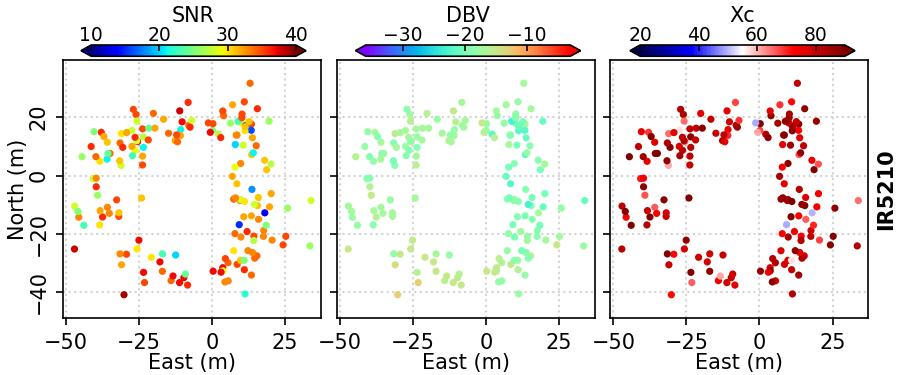 SNR DBV Xc
10 20 30 40 −30 −20 −10 20 40 60 80
20
0
−20
−40
North (m)
−50 −25 0 25 −50 −25 0 25 −50 −25 0 25
East (m) East (m) East (m)
IR5210